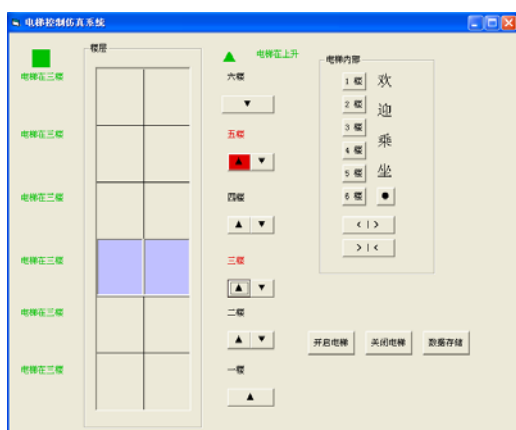 电梯控制仿真系统
楼层
电梯在三楼
电梯在三楼
电梯在三楼
电梯在三楼
电梯在三楼
电梯在三楼
▲ 电梯在上升
六楼
▼
五楼
▲ ▼
四楼
▲ ▼
三楼
▲ ▼
二楼
▲ ▼
一楼
▲
电梯内部
1 楼
2 楼
3 楼
4 楼
5 楼
6 楼
欢
迎
乘
坐
●
< | >
> | <
开启电梯 关闭电梯 数据存储